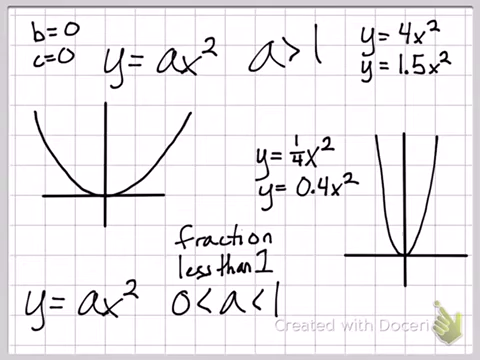 b=0
c=0
y=ax²
a>1
y=4x²
y=1.5x²
y=¼x²
y=0.4x²
fraction
less than 1
y=ax²
0<a<1
Created with Doceri